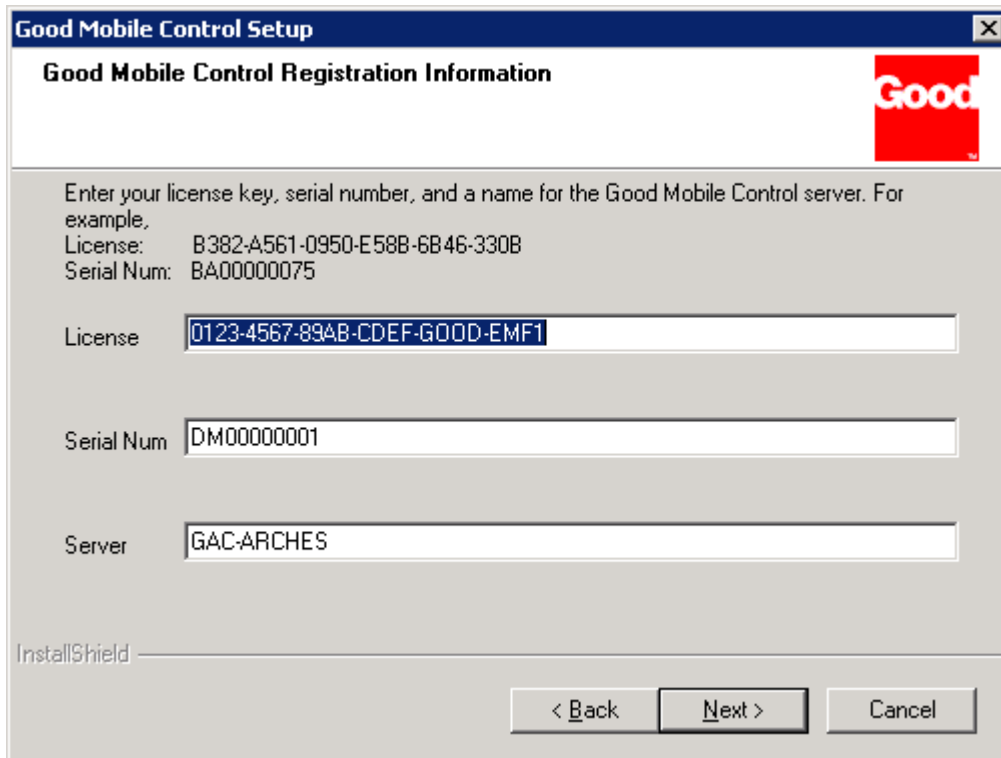 Good Mobile Control Setup
Good Mobile Control Registration Information
Good
™
Enter your license key, serial number, and a name for the Good Mobile Control server. For
example,
License: B382-A561-0950-E58B-6B46-330B
Serial Num: BA00000075
License 0123-4567-89AB-CDEF-GOOD-EMF1
Serial Num DM00000001
Server GAC-ARCHES
InstallShield
< Back Next > Cancel